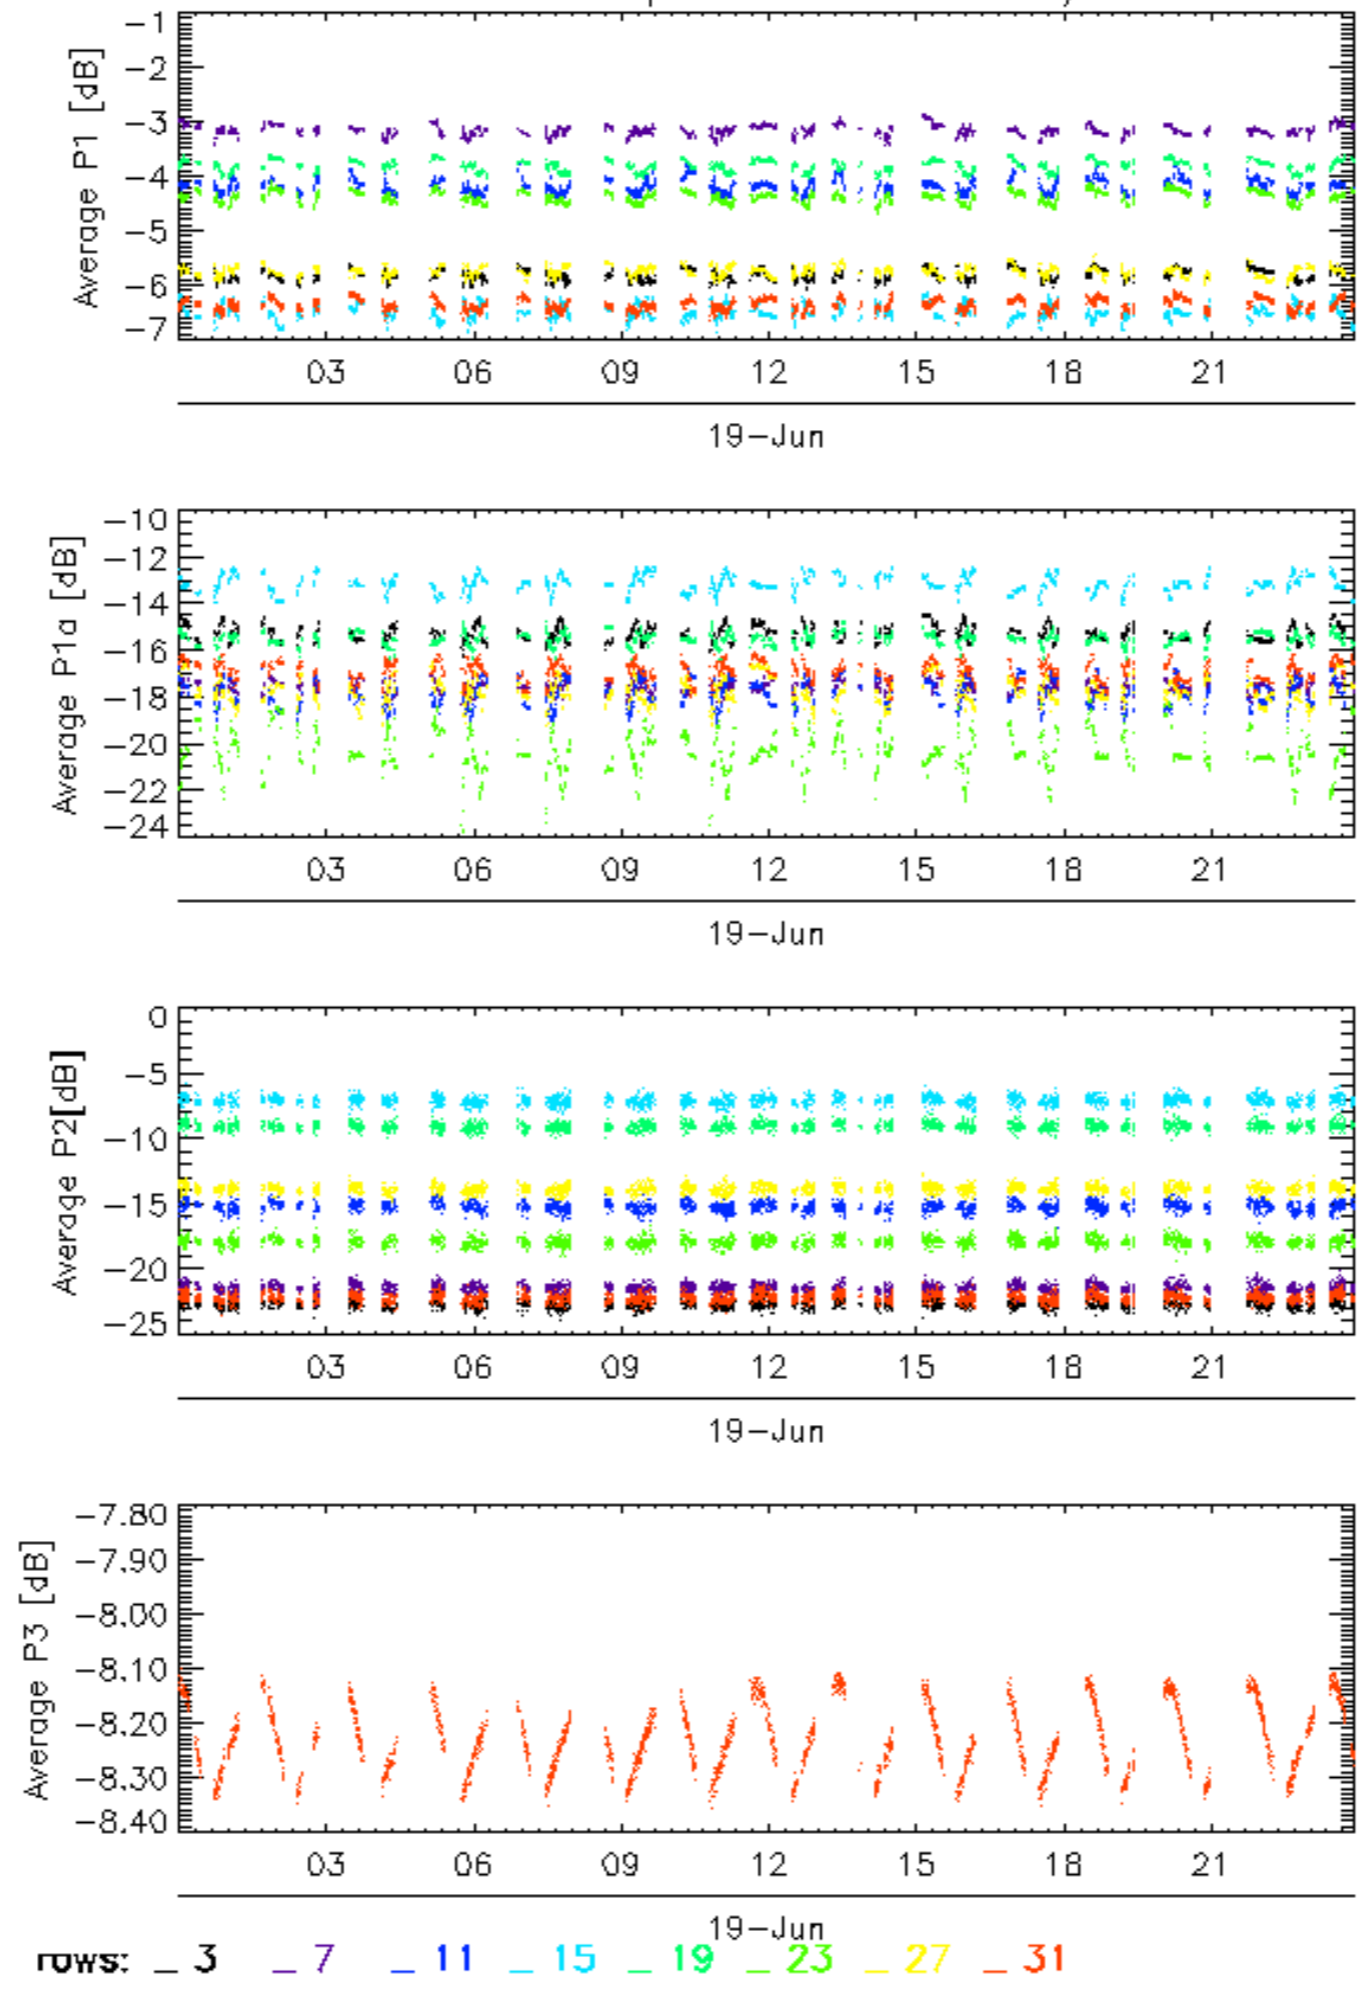 Average P1 [dB]
-1
-2
-3
-4
-5
-6
-7
03 06 09 12 15 18 21
19-Jun
Average P1a [dB]
-10
-12
-14
-16
-18
-20
-22
-24
03 06 09 12 15 18 21
19-Jun
Average P2[dB]
0
-5
-10
-15
-20
-25
03 06 09 12 15 18 21
19-Jun
Average P3 [dB]
-7.80
-7.90
-8.00
-8.10
-8.20
-8.30
-8.40
03 06 09 12 15 18 21
19-Jun
rows: _ 3 _ 7 _ 11 _ 15 _ 19 _ 23 _ 27 _ 31